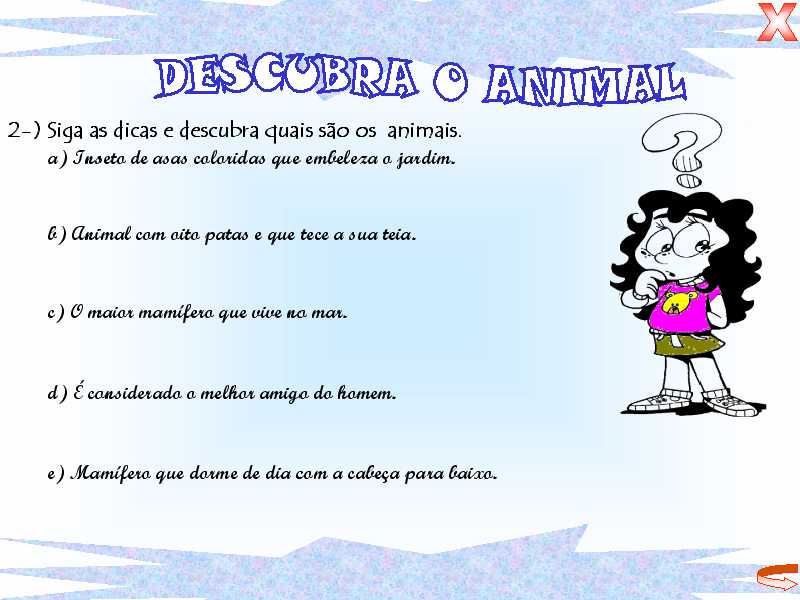 DESCUBRA O ANIMAL
2-) Siga as dicas e descubra quais são os animais.
a) Inseto de asas coloridas que embeleza o jardim.
b) Animal com oito patas e que tece a sua teia.
c) O maior mamífero que vive no mar.
d) É considerado o melhor amigo do homem.
e) Mamífero que dorme de dia com a cabeça para baixo.